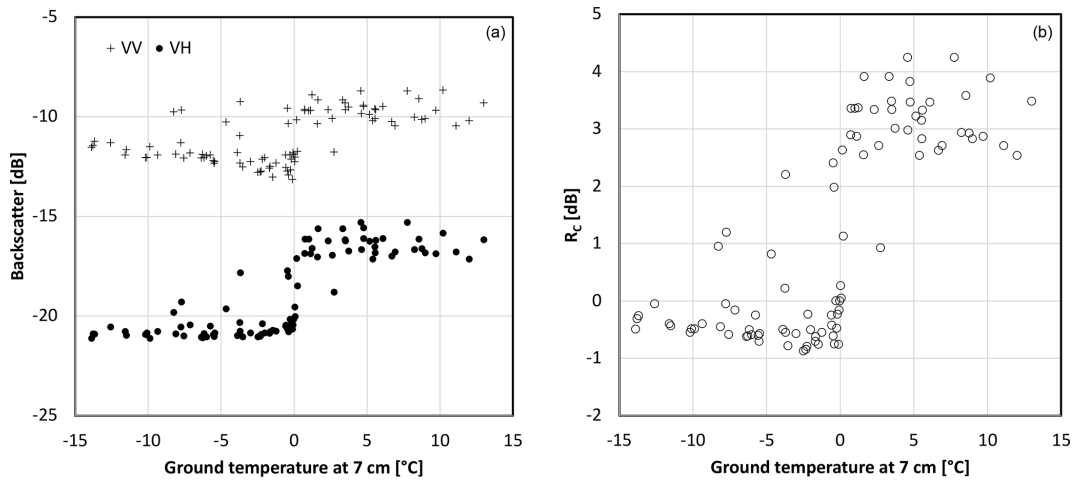 -5
(a)
VV
VH
-10
-15
-20
-25
Backscatter [dB]
-15 -10 -5 0 5 10 15
Ground temperature at 7 cm [°C]
5
(b)
4
3
2
1
0
-1
-2
R_C [dB]
-15 -10 -5 0 5 10 15
Ground temperature at 7 cm [°C]